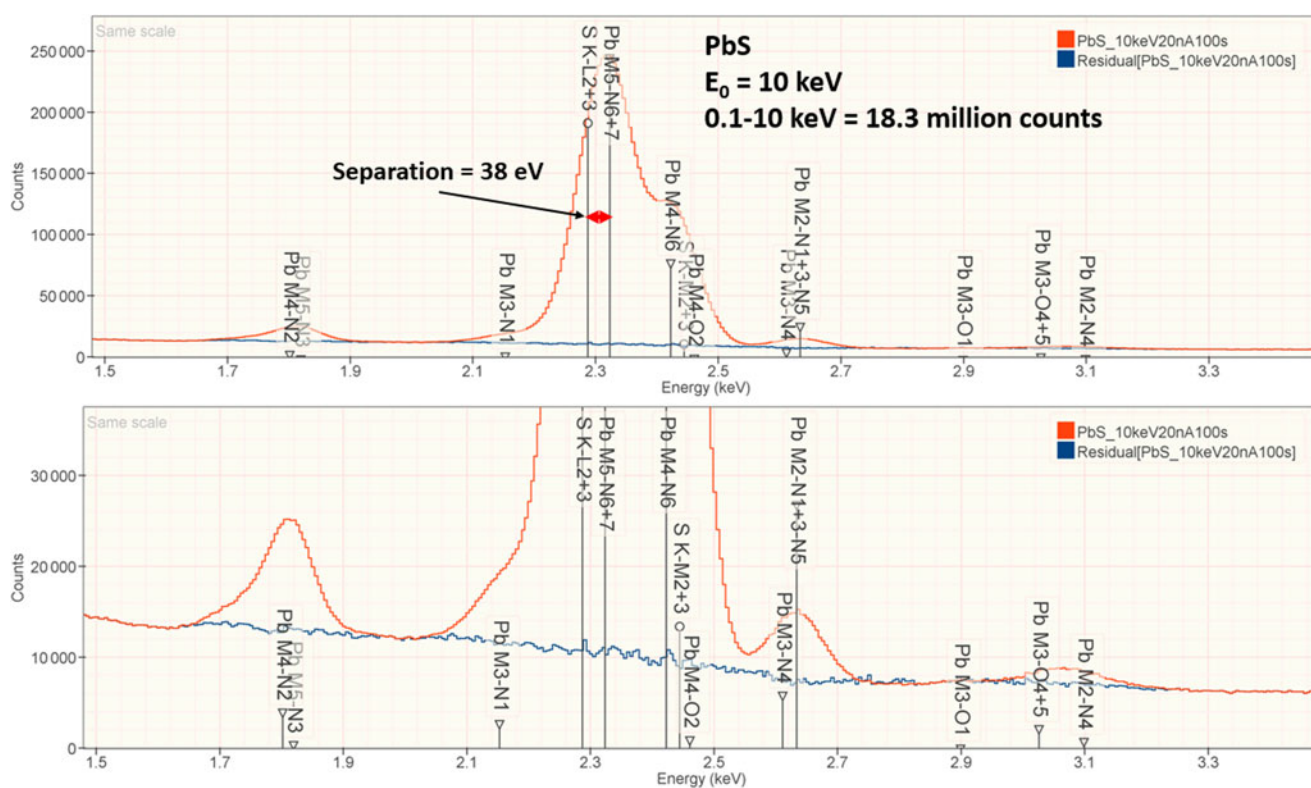 Same scale
250 000
200 000
150 000
100 000
50 000
0
Counts
PbS
E₀ = 10 keV
0.1-10 keV = 18.3 million counts
PbS_10keV20nA100s
Residual[PbS_10keV20nA100s]
Separation = 38 eV
Pb M4-N2
Pb M5-N3
Pb M3-N1
S K-L2+3
Pb M5-N6+7
Pb M4-N6
S K-M2+3
Pb M4-O2
Pb M3-N4
Pb M2-N1+3-N5
Pb M3-O1
Pb M3-O4+5
Pb M2-N4
1.5 1.7 1.9 2.1 2.3 2.5 2.7 2.9 3.1 3.3
Energy (keV)
Same scale
30 000
20 000
10 000
0
Counts
PbS_10keV20nA100s
Residual[PbS_10keV20nA100s]
Pb M4-N2
Pb M5-N3
Pb M3-N1
S K-L2+3
Pb M5-N6+7
Pb M4-N6
S K-M2+3
Pb M4-O2
Pb M3-N4
Pb M2-N1+3-N5
Pb M3-O1
Pb M3-O4+5
Pb M2-N4
1.5 1.7 1.9 2.1 2.3 2.5 2.7 2.9 3.1 3.3
Energy (keV)